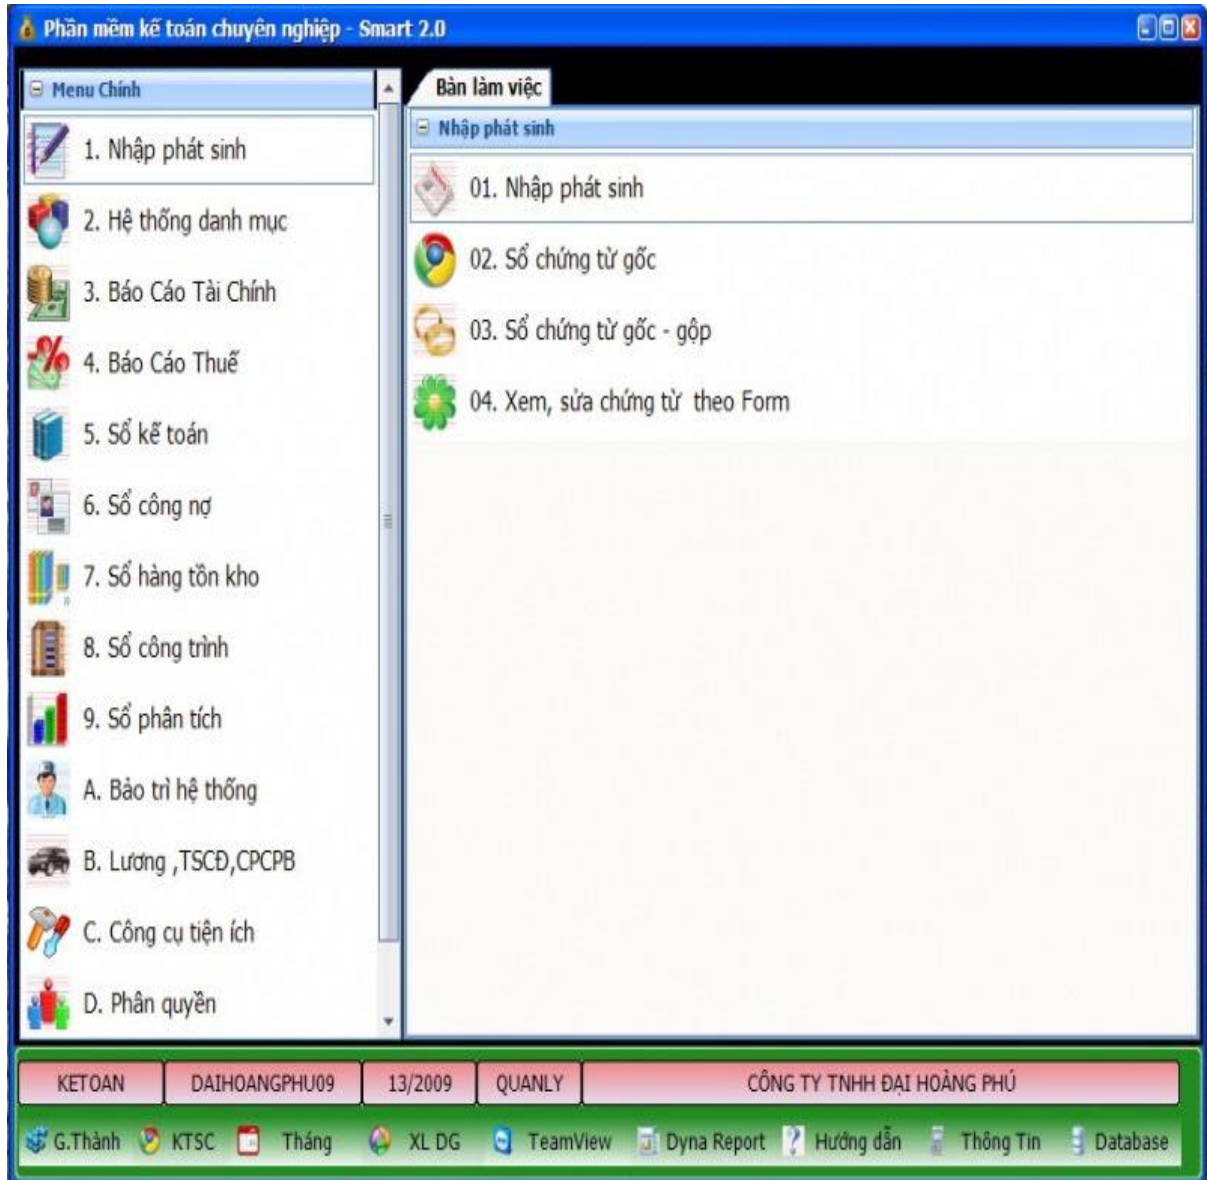 Phần mềm kế toán chuyên nghiệp - Smart 2.0
Menu Chính
1. Nhập phát sinh
2. Hệ thống danh mục
3. Báo Cáo Tài Chính
4. Báo Cáo Thuế
5. Sổ kế toán
6. Sổ công nợ
7. Sổ hàng tồn kho
8. Sổ công trình
9. Sổ phân tích
A. Bảo trì hệ thống
B. Lương ,TSCĐ,CPCPB
C. Công cụ tiện ích
D. Phân quyền
Bàn làm việc
Nhập phát sinh
01. Nhập phát sinh
02. Sổ chứng từ gốc
03. Sổ chứng từ gốc - gộp
04. Xem, sửa chứng từ theo Form
KETOAN DAIHOANGPHU09 13/2009 QUANLY CÔNG TY TNHH ĐẠI HOÀNG PHÚ
G.Thành KTSC Tháng XL DG TeamView Dyna Report Hướng dẫn Thông Tin Database